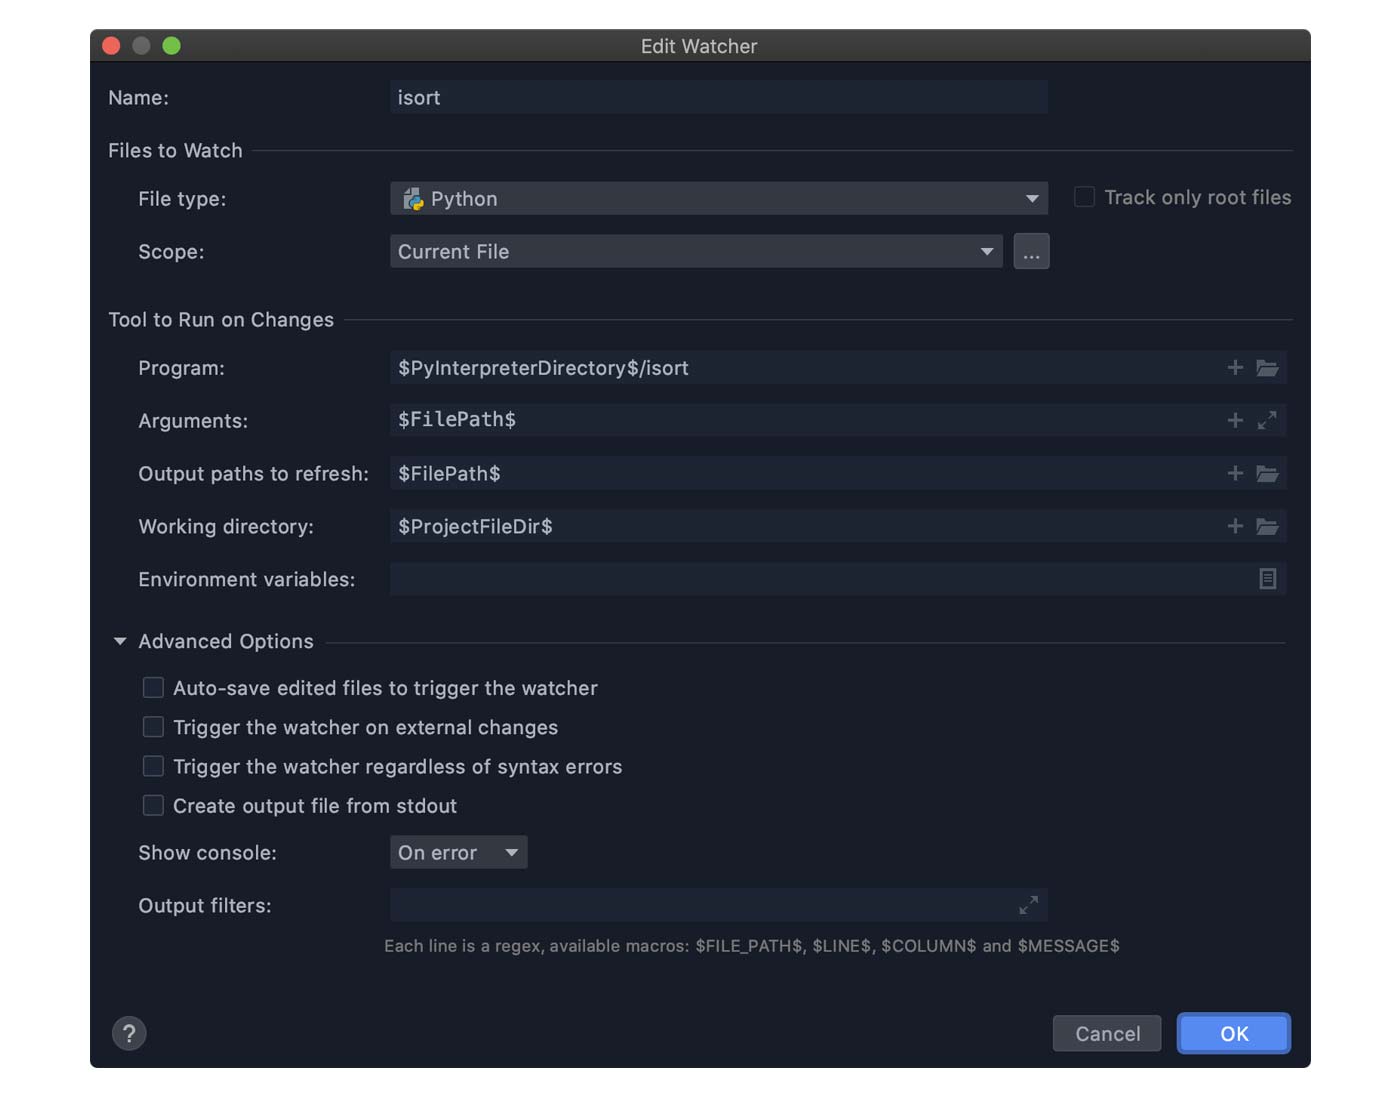 Edit Watcher
Name: isort
Files to Watch
File type: Python Track only root files
Scope: Current File ...
Tool to Run on Changes
Program: $PyInterpreterDirectory$/isort
Arguments: $FilePath$
Output paths to refresh: $FilePath$
Working directory: $ProjectFileDir$
Environment variables:
Advanced Options
Auto-save edited files to trigger the watcher
Trigger the watcher on external changes
Trigger the watcher regardless of syntax errors
Create output file from stdout
Show console: On error
Output filters:
Each line is a regex, available macros: $FILE_PATH$, $LINE$, $COLUMN$ and $MESSAGE$
? Cancel OK